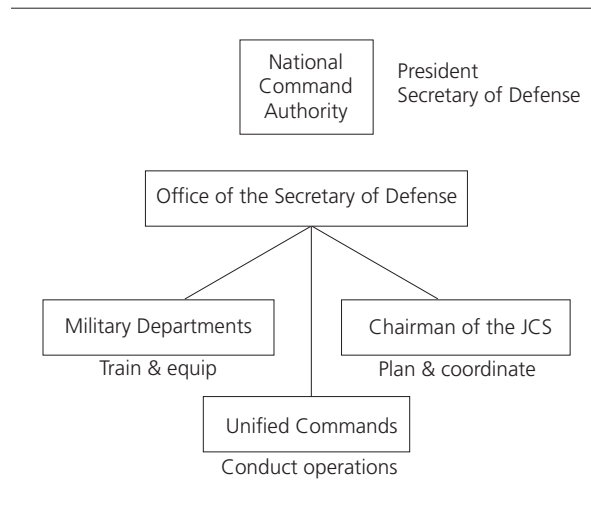 National
Command
Authority
President
Secretary of Defense
Office of the Secretary of Defense
Military Departments
Train & equip
Chairman of the JCS
Plan & coordinate
Unified Commands
Conduct operations